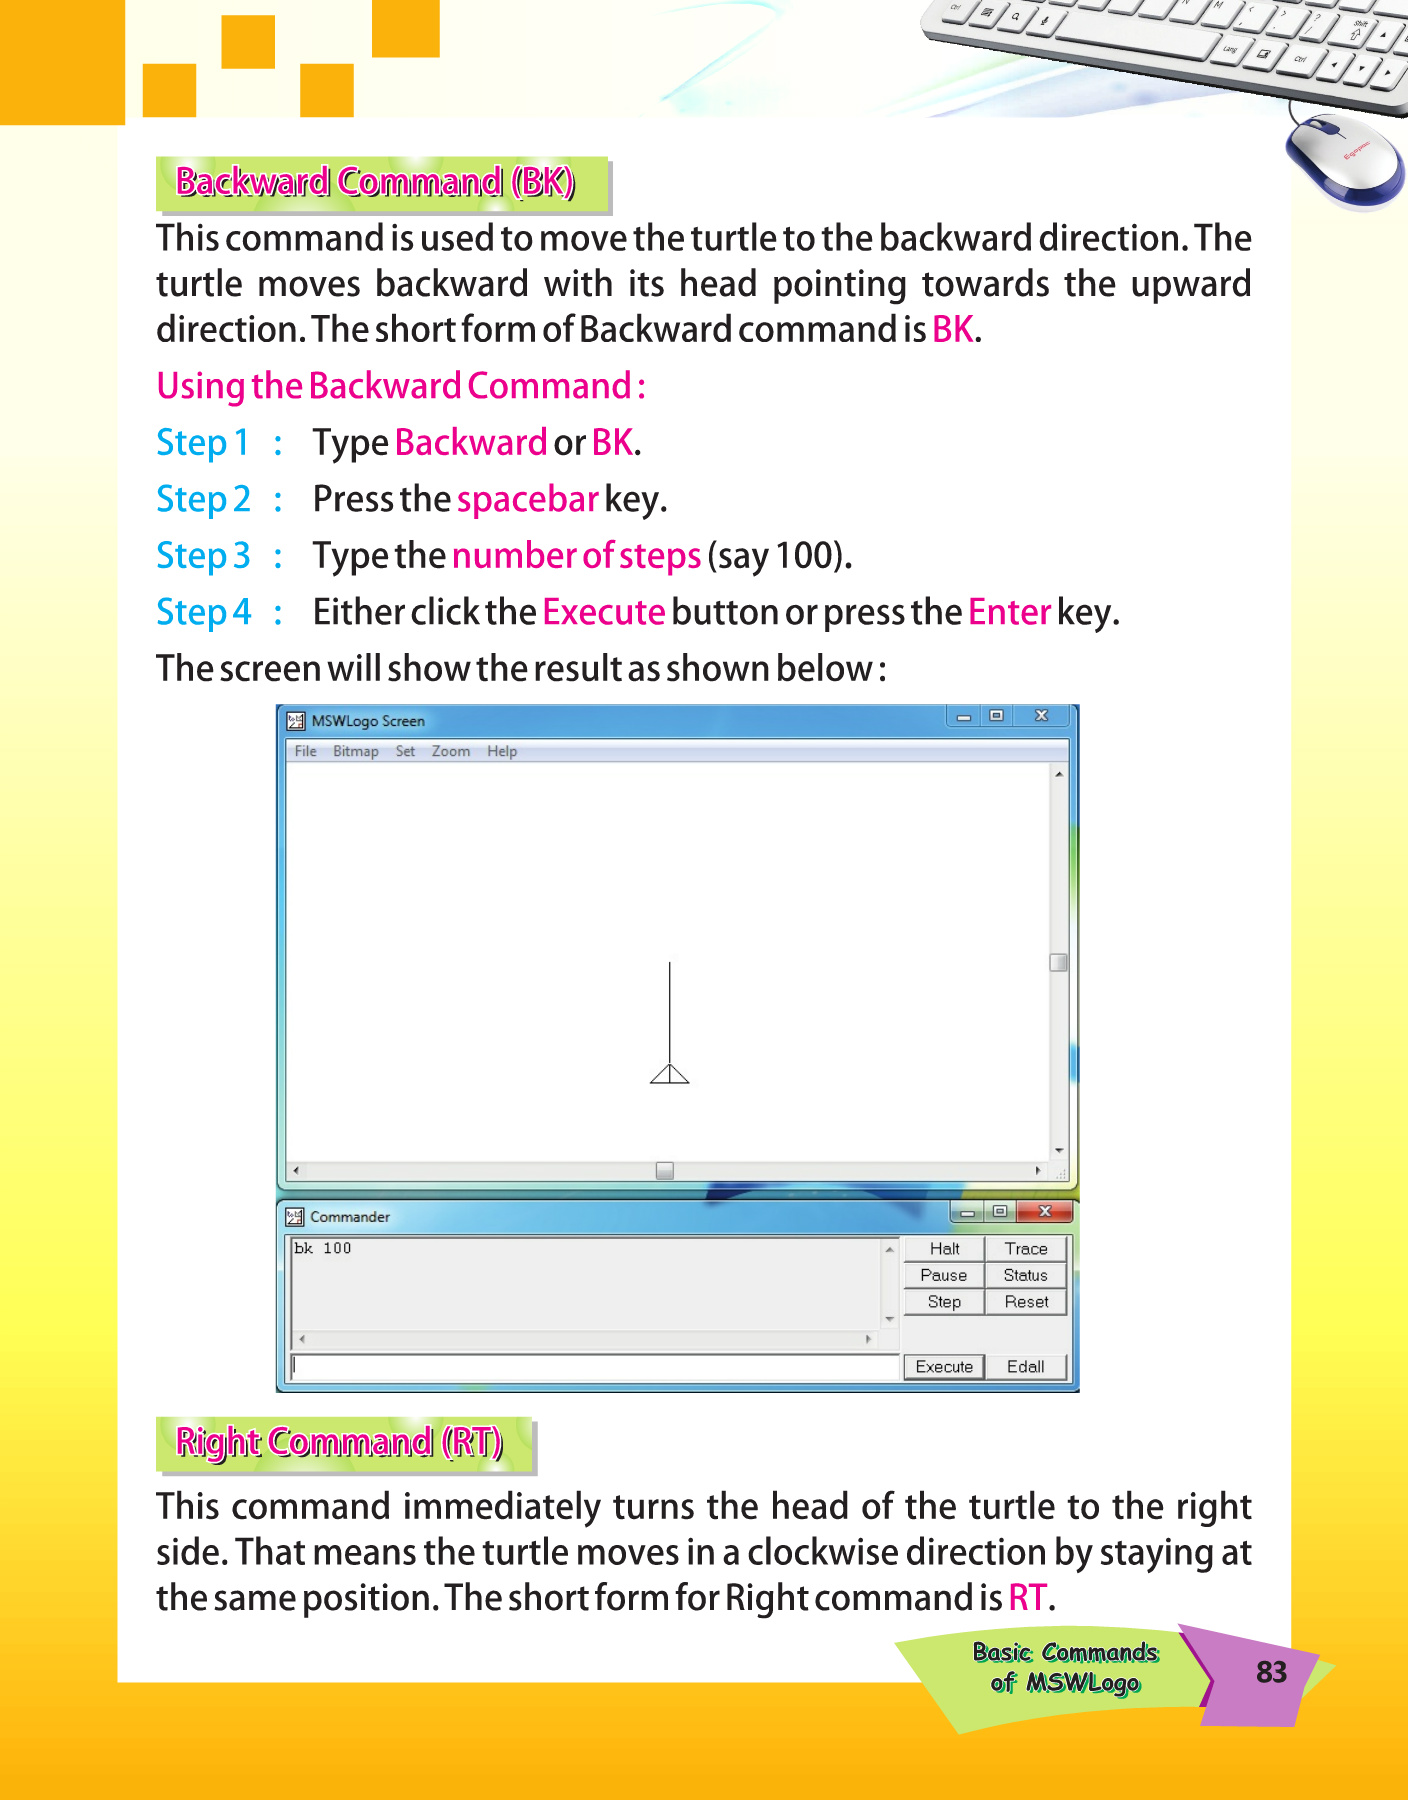 Backward Command (BK)
This command is used to move the turtle to the backward direction. The
turtle moves backward with its head pointing towards the upward
direction. The short form of Backward command is BK.
Using the Backward Command :
Step 1 : Type Backward or BK.
Step 2 : Press the spacebar key.
Step 3 : Type the number of steps (say 100).
Step 4 : Either click the Execute button or press the Enter key.
The screen will show the result as shown below :
MSWLogo Screen
File Bitmap Set Zoom Help
Commander
bk 100
Halt Trace
Pause Status
Step Reset
Execute Edall
Right Command (RT)
This command immediately turns the head of the turtle to the right
side. That means the turtle moves in a clockwise direction by staying at
the same position. The short form for Right command is RT.
Basic Commands
of MSWLogo
83